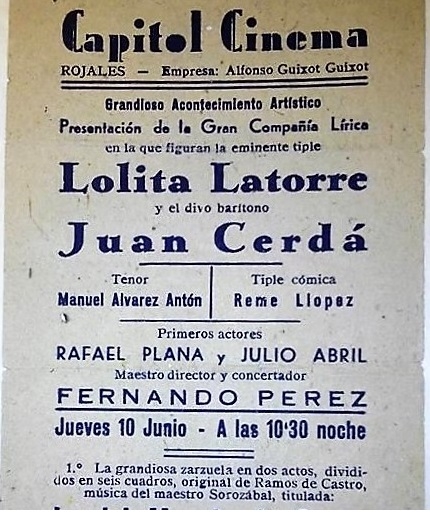 Capitol Cinema
ROJALES — Empresa: Alfonso Guixot Guixot
Grandioso Acontecimiento Artístico
Presentación de la Gran Compañía Lírica
en la que figuran la eminente tiple
Lolita Latorre
y el divo barítono
Juan Cerdá
Tenor
Manuel Alvarez Antón
Tiple cómica
Reme Llopez
Primeros actores
RAFAEL PLANA y JULIO ABRIL
Maestro director y concertador
FERNANDO PEREZ
Jueves 10 Junio - A las 10'30 noche
1.º La grandiosa zarzuela en dos actos, dividi-
dos en seis cuadros, original de Ramos de Castro,
música del maestro Sorozábal, titulada: